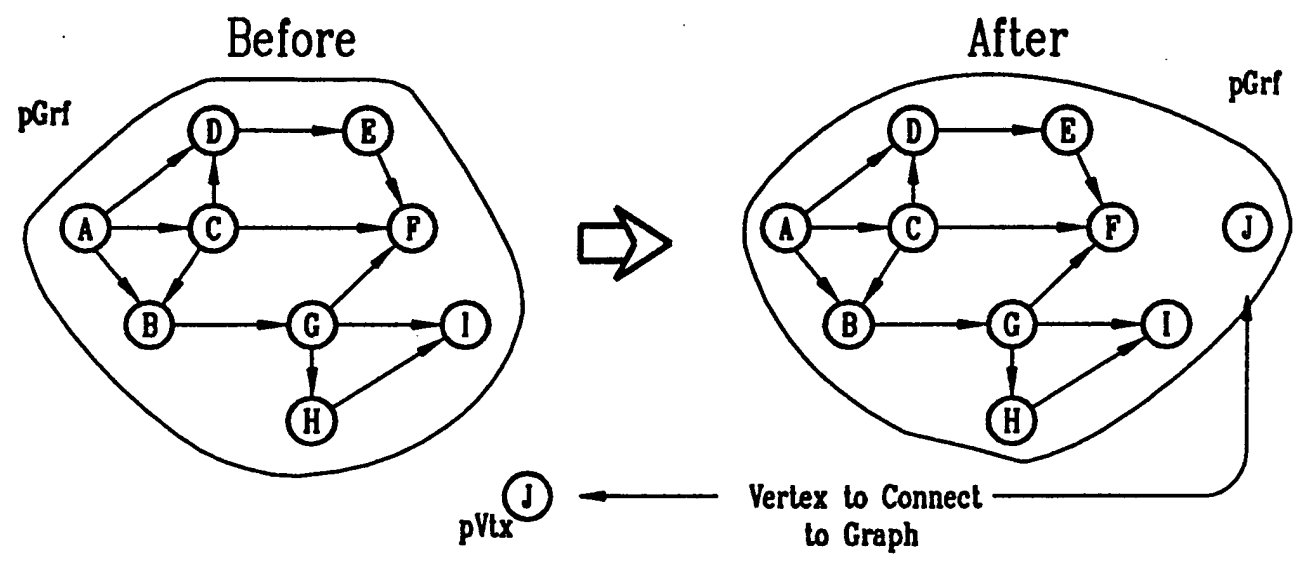 Before
After
pGrf
pGrf
D
E
D
E
A
C
F
A
C
F
J
B
G
I
B
G
I
H
H
J
pVtx
Vertex to Connect
to Graph